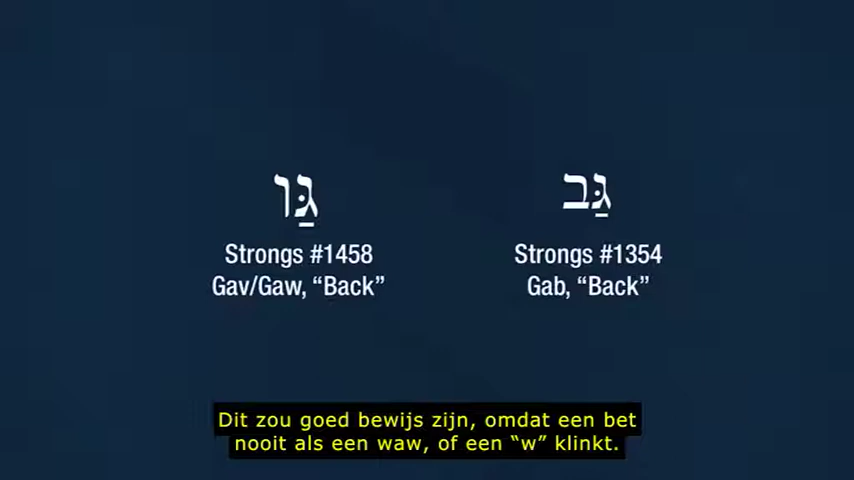 גַּו
Strongs #1458
Gav/Gaw, “Back”
גַּב
Strongs #1354
Gab, “Back”
Dit zou goed bewijs zijn, omdat een bet
nooit als een waw, of een “w” klinkt.